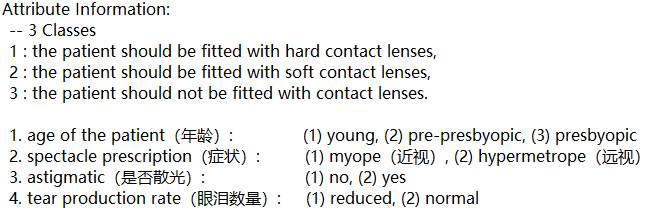 Attribute Information:
-- 3 Classes
1 : the patient should be fitted with hard contact lenses,
2 : the patient should be fitted with soft contact lenses,
3 : the patient should not be fitted with contact lenses.
1. age of the patient（年龄）: (1) young, (2) pre-presbyopic, (3) presbyopic
2. spectacle prescription（症状）: (1) myope（近视）, (2) hypermetrope（远视）
3. astigmatic（是否散光）: (1) no, (2) yes
4. tear production rate（眼泪数量）: (1) reduced, (2) normal